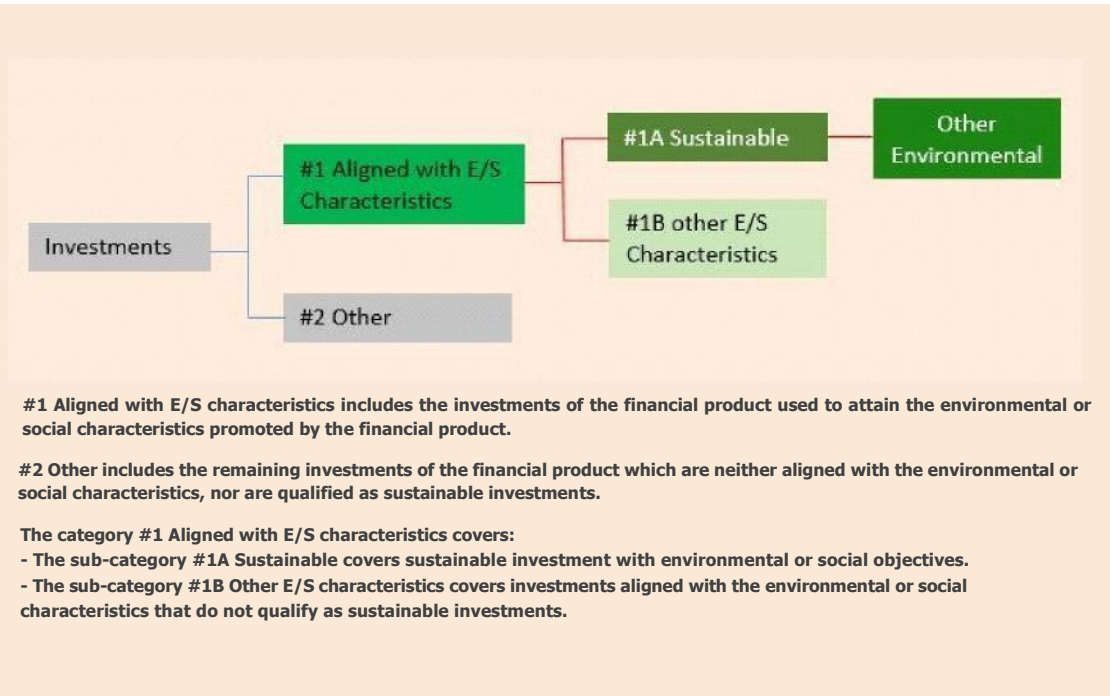 Other
Environmental
#1A Sustainable
#1 Aligned with E/S
Characteristics
#1B other E/S
Characteristics
Investments
#2 Other
#1 Aligned with E/S characteristics includes the investments of the financial product used to attain the environmental or
social characteristics promoted by the financial product.
#2 Other includes the remaining investments of the financial product which are neither aligned with the environmental or
social characteristics, nor are qualified as sustainable investments.
The category #1 Aligned with E/S characteristics covers:
- The sub-category #1A Sustainable covers sustainable investment with environmental or social objectives.
- The sub-category #1B Other E/S characteristics covers investments aligned with the environmental or social
characteristics that do not qualify as sustainable investments.